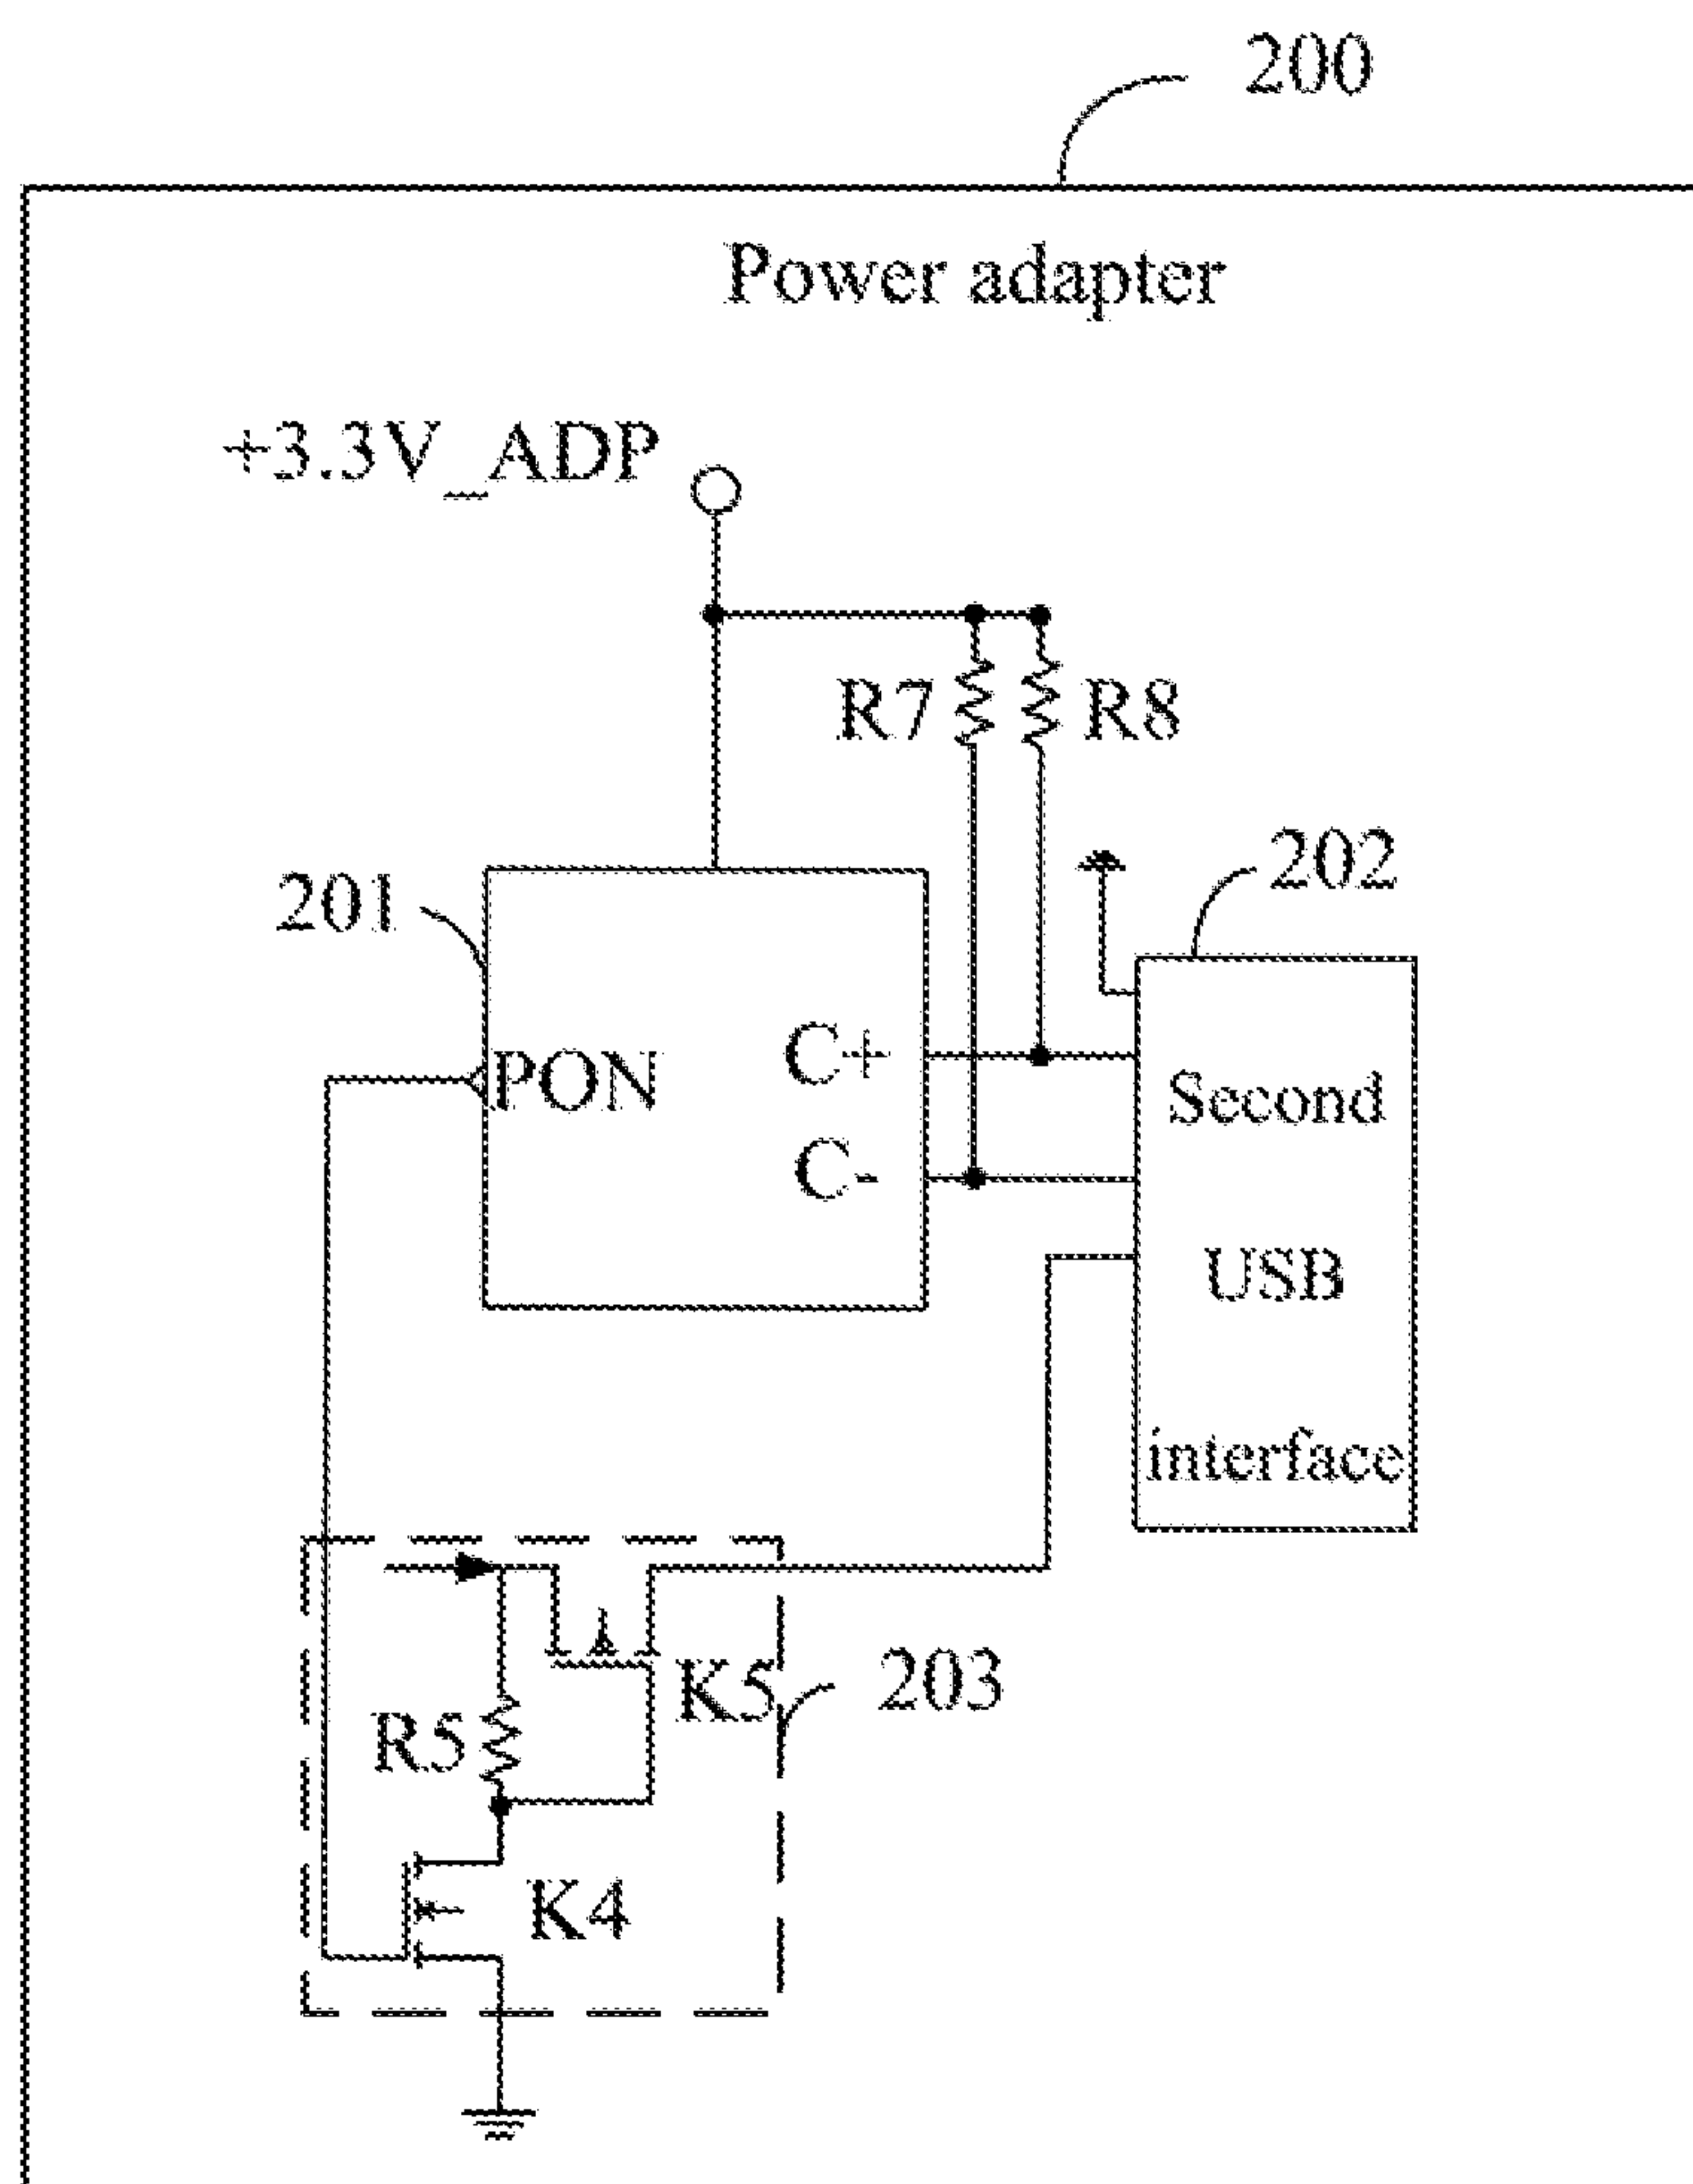 200
Power adapter
+3.3V_ADP
R7
R8
202
201
PON
C+
C-
Second
USB
interface
K5
203
R5
K4